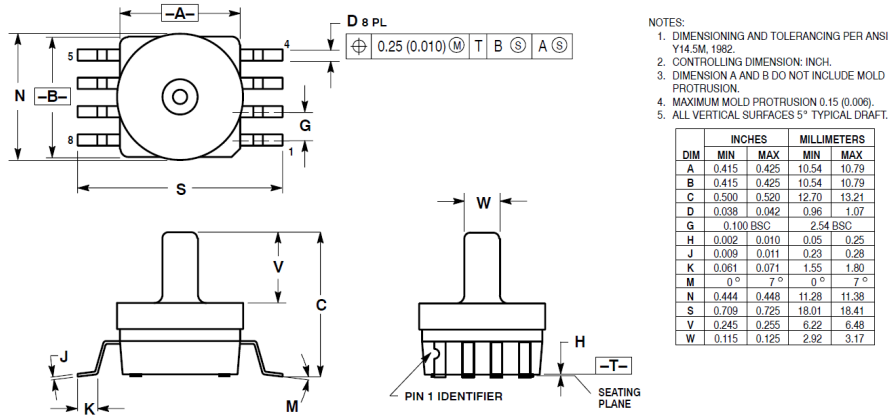 –A–
D 8 PL
⌖ 0.25 (0.010) Ⓜ T B Ⓢ A Ⓢ
5
4
N
–B–
G
8
1
S
W
V
C
J
K
M
H
–T–
PIN 1 IDENTIFIER
SEATING
PLANE
NOTES:
1. DIMENSIONING AND TOLERANCING PER ANSI
Y14.5M, 1982.
2. CONTROLLING DIMENSION: INCH.
3. DIMENSION A AND B DO NOT INCLUDE MOLD
PROTRUSION.
4. MAXIMUM MOLD PROTRUSION 0.15 (0.006).
5. ALL VERTICAL SURFACES 5° TYPICAL DRAFT.
INCHES MILLIMETERS
DIM MIN MAX MIN MAX
A 0.415 0.425 10.54 10.79
B 0.415 0.425 10.54 10.79
C 0.500 0.520 12.70 13.21
D 0.038 0.042 0.96 1.07
G 0.100 BSC 2.54 BSC
H 0.002 0.010 0.05 0.25
J 0.009 0.011 0.23 0.28
K 0.061 0.071 1.55 1.80
M 0° 7° 0° 7°
N 0.444 0.448 11.28 11.38
S 0.709 0.725 18.01 18.41
V 0.245 0.255 6.22 6.48
W 0.115 0.125 2.92 3.17